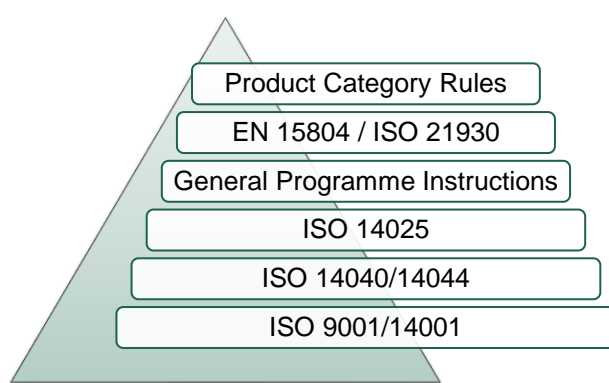 Product Category Rules
EN 15804 / ISO 21930
General Programme Instructions
ISO 14025
ISO 14040/14044
ISO 9001/14001